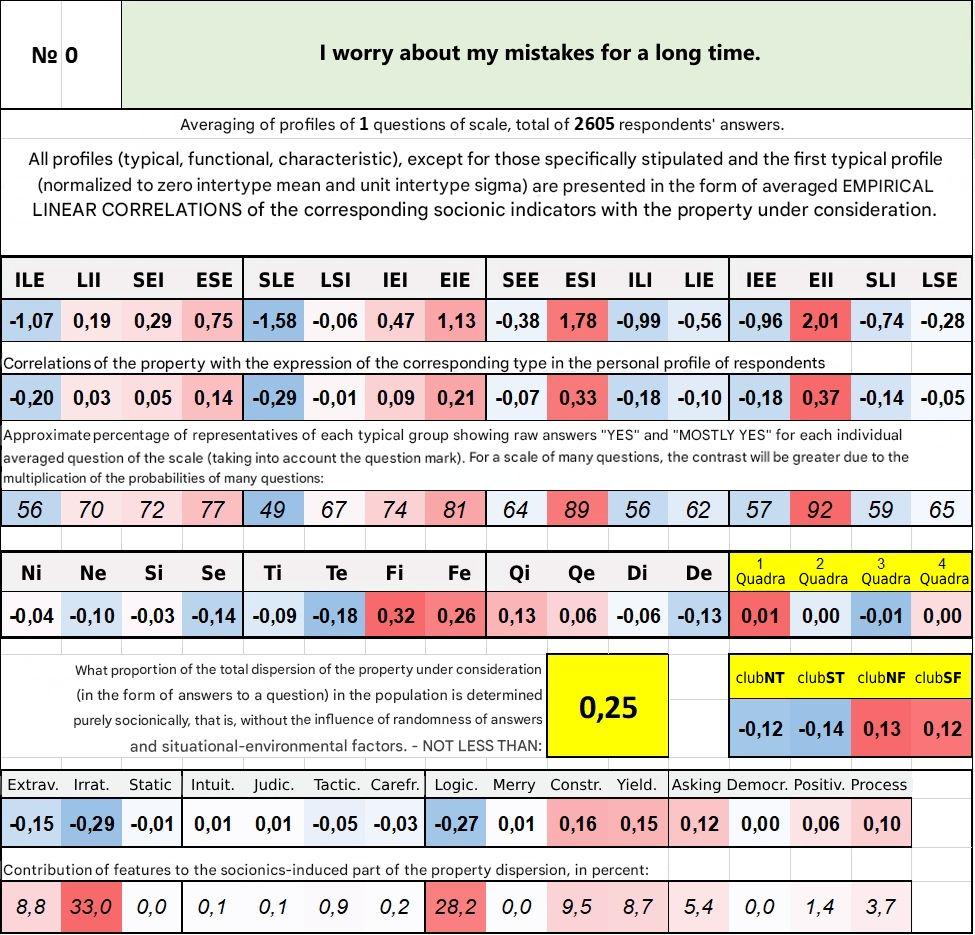 № 0
I worry about my mistakes for a long time.
Averaging of profiles of 1 questions of scale, total of 2605 respondents' answers.
All profiles (typical, functional, characteristic), except for those specifically stipulated and the first typical profile
(normalized to zero intertype mean and unit intertype sigma) are presented in the form of averaged EMPIRICAL
LINEAR CORRELATIONS of the corresponding socionic indicators with the property under consideration.
ILE LII SEI ESE SLE LSI IEI EIE SEE ESI ILI LIE IEE EII SLI LSE
-1,07 0,19 0,29 0,75 -1,58 -0,06 0,47 1,13 -0,38 1,78 -0,99 -0,56 -0,96 2,01 -0,74 -0,28
Correlations of the property with the expression of the corresponding type in the personal profile of respondents
-0,20 0,03 0,05 0,14 -0,29 -0,01 0,09 0,21 -0,07 0,33 -0,18 -0,10 -0,18 0,37 -0,14 -0,05
Approximate percentage of representatives of each typical group showing raw answers "YES" and "MOSTLY YES" for each individual
averaged question of the scale (taking into account the question mark). For a scale of many questions, the contrast will be greater due to the
multiplication of the probabilities of many questions:
56 70 72 77 49 67 74 81 64 89 56 62 57 92 59 65
Ni Ne Si Se Ti Te Fi Fe Qi Qe Di De 1 Quadra 2 Quadra 3 Quadra 4 Quadra
-0,04 -0,10 -0,03 -0,14 -0,09 -0,18 0,32 0,26 0,13 0,06 -0,06 -0,13 0,01 0,00 -0,01 0,00
What proportion of the total dispersion of the property under consideration
(in the form of answers to a question) in the population is determined
purely socionically, that is, without the influence of randomness of answers
and situational-environmental factors. - NOT LESS THAN:
0,25
clubNT clubST clubNF clubSF
-0,12 -0,14 0,13 0,12
Extrav. Irrat. Static Intuit. Judic. Tactic. Carefr. Logic. Merry Constr. Yield. Asking Democr. Positiv. Process
-0,15 -0,29 -0,01 0,01 0,01 -0,05 -0,03 -0,27 0,01 0,16 0,15 0,12 0,00 0,06 0,10
Contribution of features to the socionics-induced part of the property dispersion, in percent:
8,8 33,0 0,0 0,1 0,1 0,9 0,2 28,2 0,0 9,5 8,7 5,4 0,0 1,4 3,7